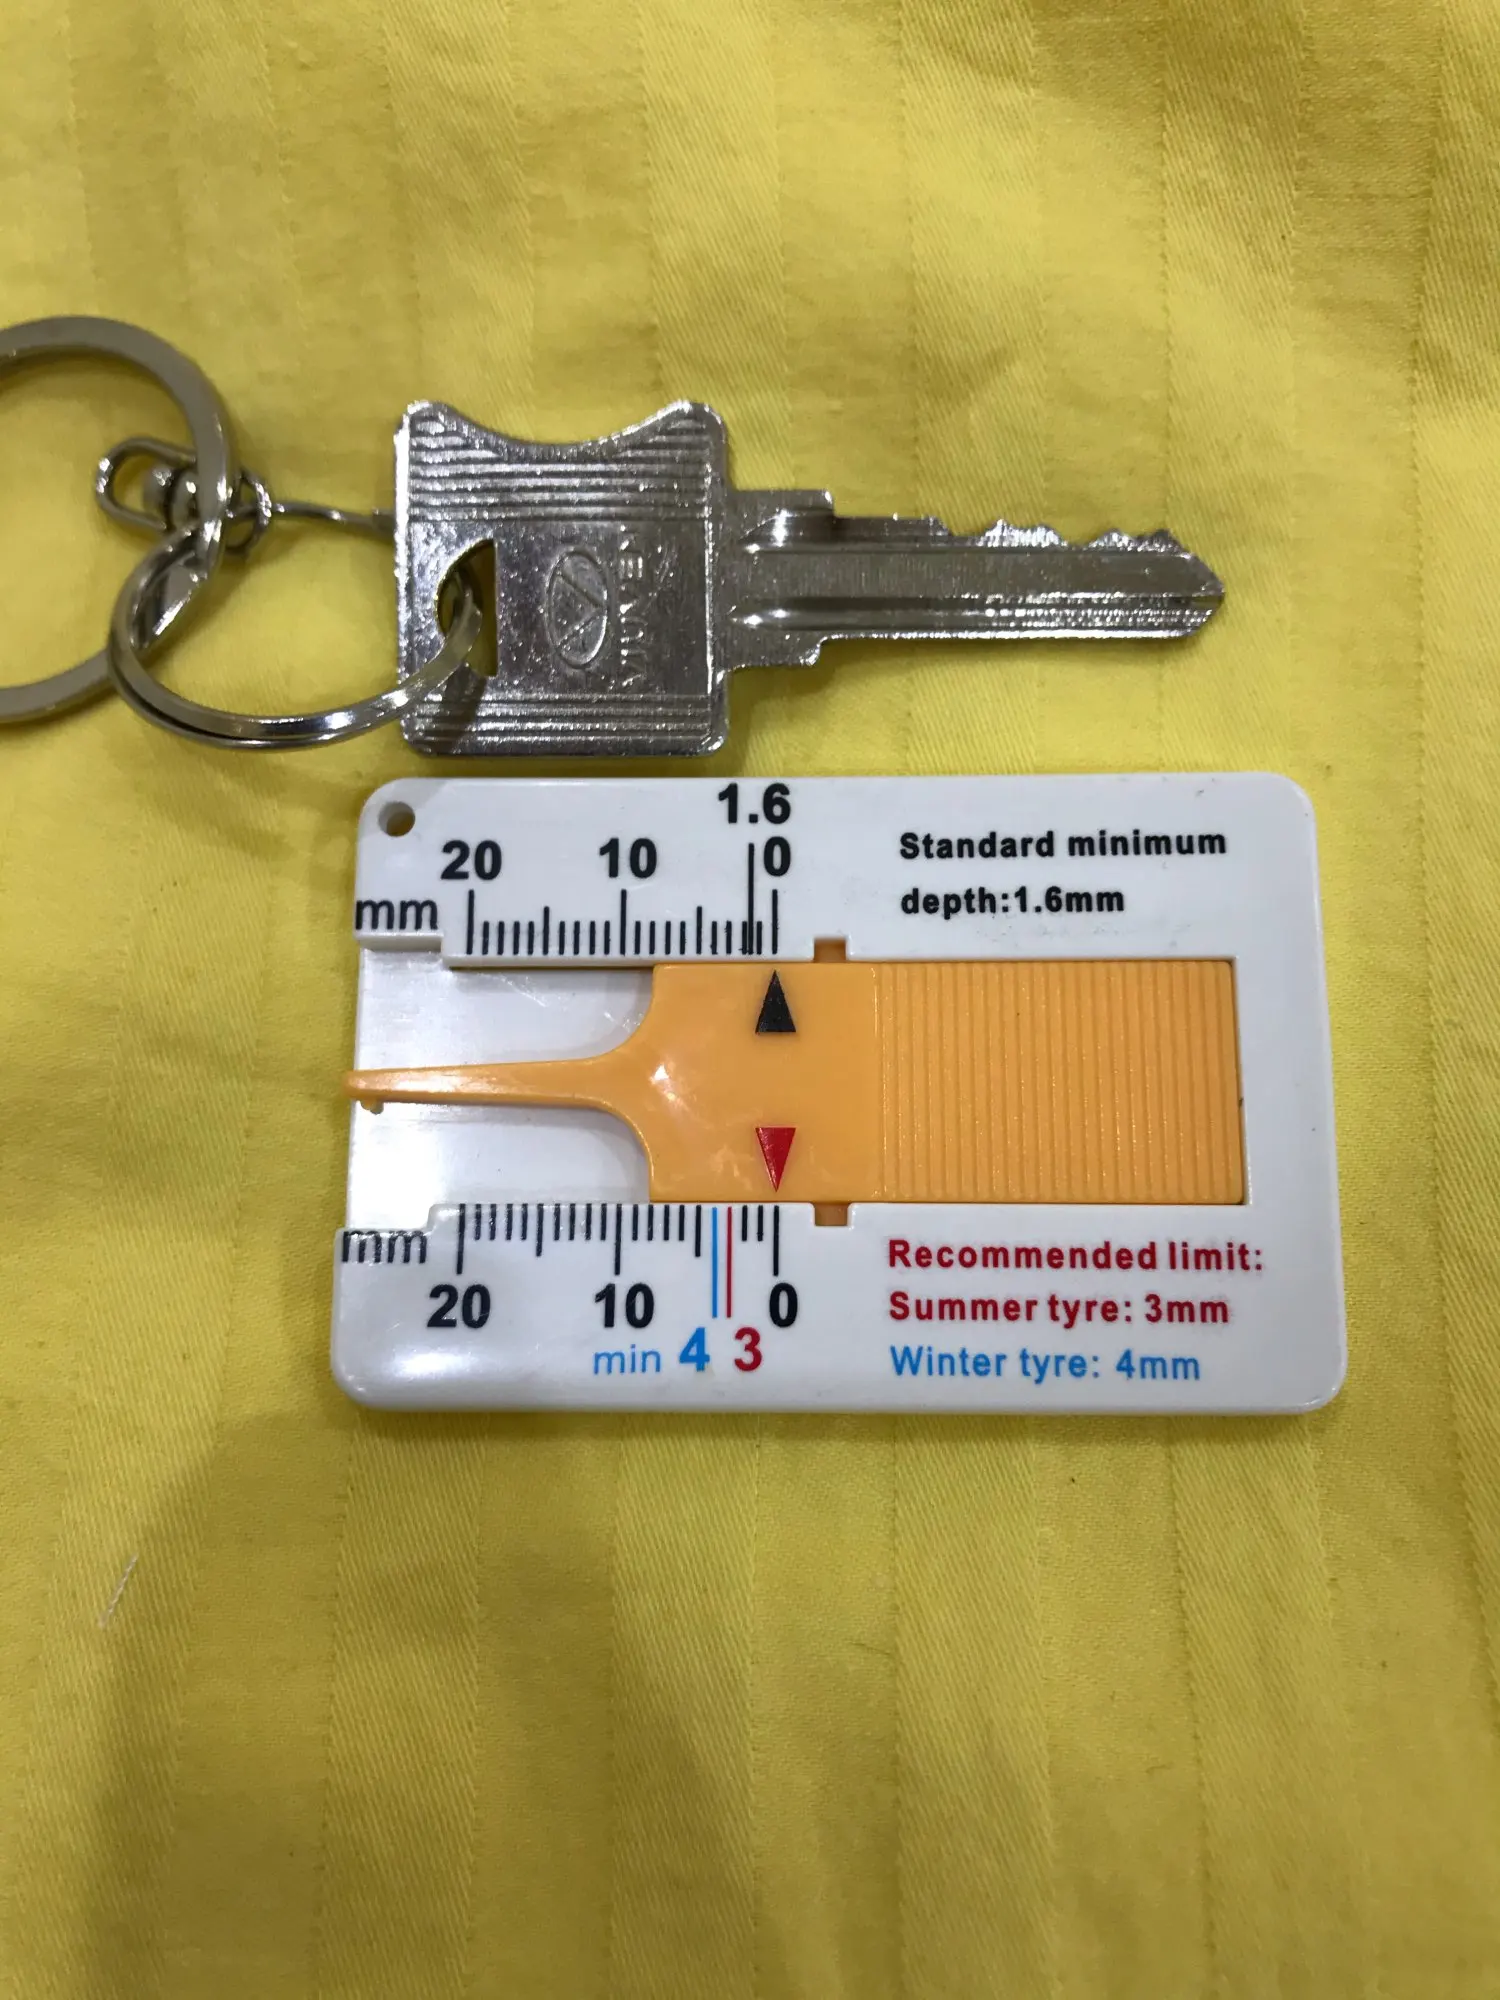 1.6
20 10 0
mm
Standard minimum
depth:1.6mm
mm
20 10 0
min 4 3
Recommended limit:
Summer tyre: 3mm
Winter tyre: 4mm